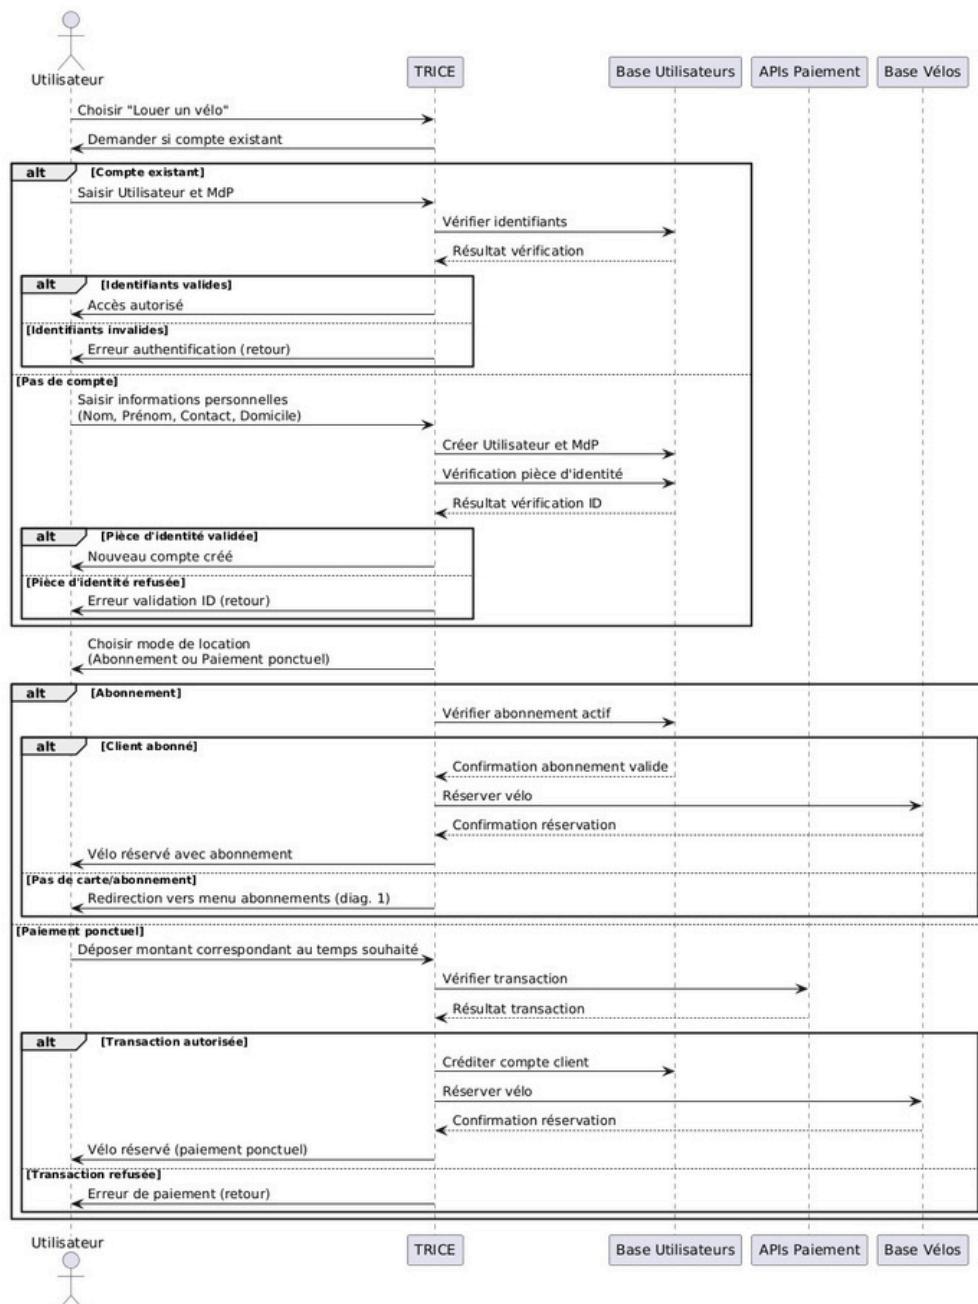 Utilisateur
TRICE
Base Utilisateurs
APIs Paiement
Base Vélos
Choisir "Louer un vélo"
Demander si compte existant
alt
[Compte existant]
Saisir Utilisateur et MdP
Vérifier identifiants
Résultat vérification
alt
[Identifiants valides]
Accès autorisé
[Identifiants invalides]
Erreur authentification (retour)
[Pas de compte]
Saisir informations personnelles
(Nom, Prénom, Contact, Domicile)
Créer Utilisateur et MdP
Vérification pièce d'identité
Résultat vérification ID
alt
[Pièce d'identité validée]
Nouveau compte créé
[Pièce d'identité refusée]
Erreur validation ID (retour)
Choisir mode de location
(Abonnement ou Paiement ponctuel)
alt
[Abonnement]
Vérifier abonnement actif
alt
[Client abonné]
Confirmation abonnement valide
Réserver vélo
Confirmation réservation
Vélo réservé avec abonnement
[Pas de carte/abonnement]
Redirection vers menu abonnements (diag. 1)
[Paiement ponctuel]
Déposer montant correspondant au temps souhaité
Vérifier transaction
Résultat transaction
alt
[Transaction autorisée]
Créditer compte client
Réserver vélo
Confirmation réservation
Vélo réservé (paiement ponctuel)
[Transaction refusée]
Erreur de paiement (retour)
Utilisateur
TRICE
Base Utilisateurs
APIs Paiement
Base Vélos